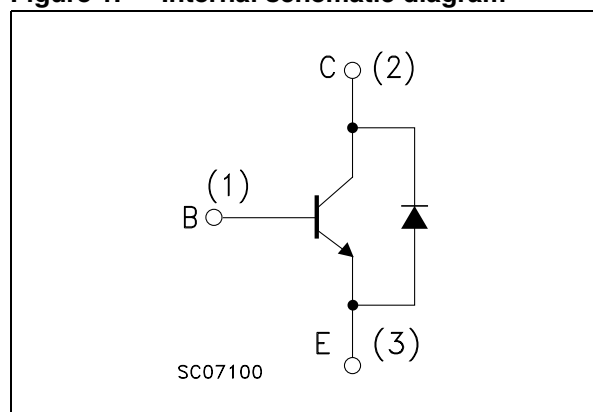 Figure 1. Internal schematic diagram
C (2)
(1)
B
E (3)
SC07100